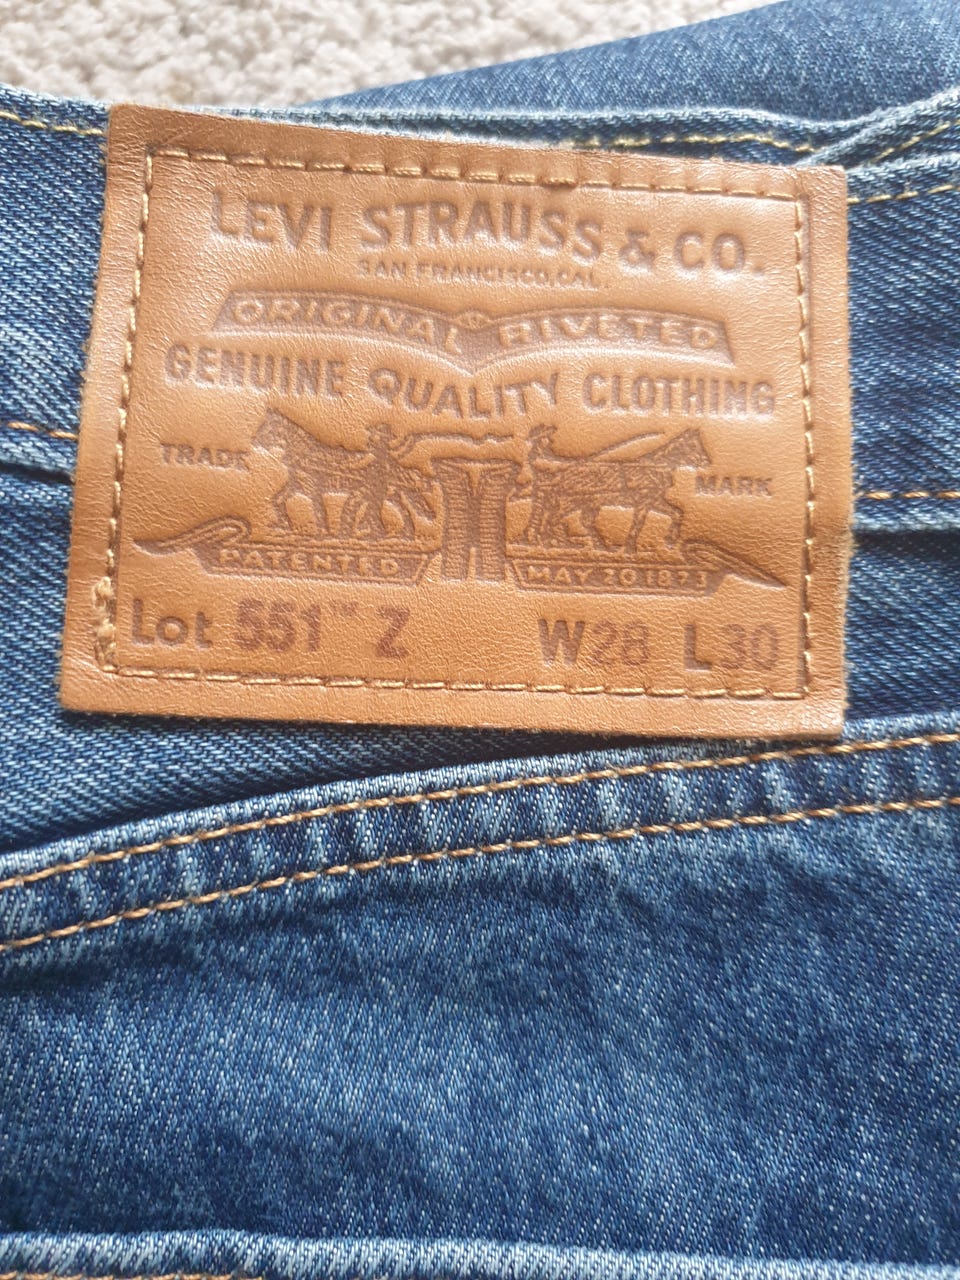 LEVI STRAUSS & CO.
SAN FRANCISCO, CAL.
ORIGINAL ® RIVETED
GENUINE QUALITY CLOTHING
TRADE MARK
PATENTED MAY 20 1873
Lot 551™ Z W28 L30